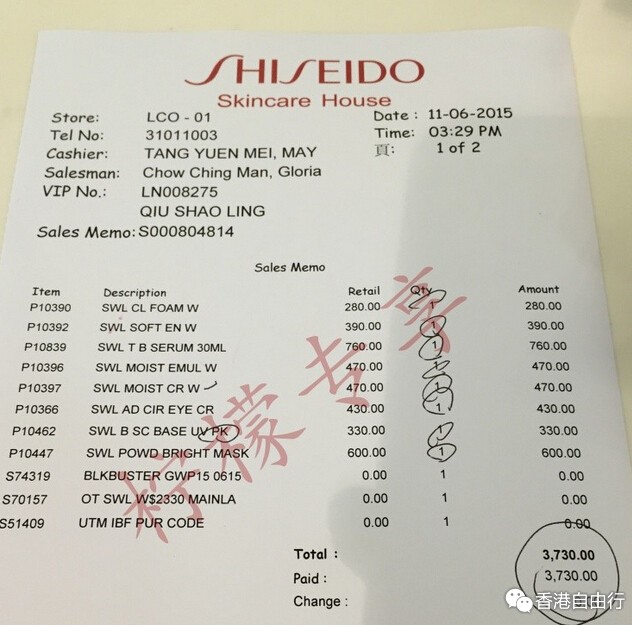 SHISEIDO
Skincare House
Store: LCO - 01 Date : 11-06-2015
Tel No: 31011003 Time: 03:29 PM
Cashier: TANG YUEN MEI, MAY 頁: 1 of 2
Salesman: Chow Ching Man, Gloria
VIP No.: LN008275
QIU SHAO LING
Sales Memo: S000804814
Sales Memo
Item Description Retail Qty Amount
P10390 SWL CL FOAM W 280.00 1 280.00
P10392 SWL SOFT EN W 390.00 1 390.00
P10839 SWL T B SERUM 30ML 760.00 1 760.00
P10396 SWL MOIST EMUL W 470.00 1 470.00
P10397 SWL MOIST CR W 470.00 1 470.00
P10366 SWL AD CIR EYE CR 430.00 1 430.00
P10462 SWL B SC BASE UV PK 330.00 1 330.00
P10447 SWL POWD BRIGHT MASK 600.00 1 600.00
S74319 BLKBUSTER GWP15 0615 0.00 1 0.00
S70157 OT SWL W$2330 MAINLA 0.00 1 0.00
S51409 UTM IBF PUR CODE 0.00 1 0.00
Total : 3,730.00
Paid : 3,730.00
Change :
柠檬专享
香港自由行